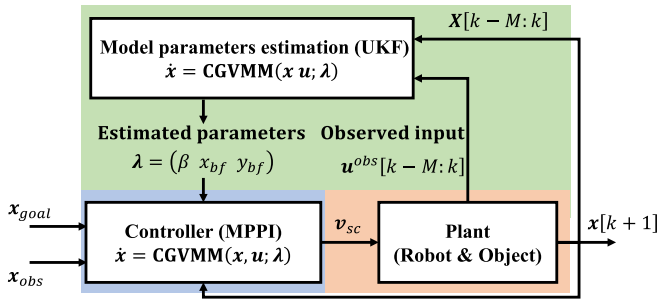 X[k − M: k]
Model parameters estimation (UKF)
ẋ = CGVMM(x u; λ)
Estimated parameters
λ = (β x_bf y_bf)
Observed input
u^obs[k − M: k]
x_goal
x_obs
Controller (MPPI)
ẋ = CGVMM(x, u; λ)
v_sc
Plant
(Robot & Object)
x[k + 1]